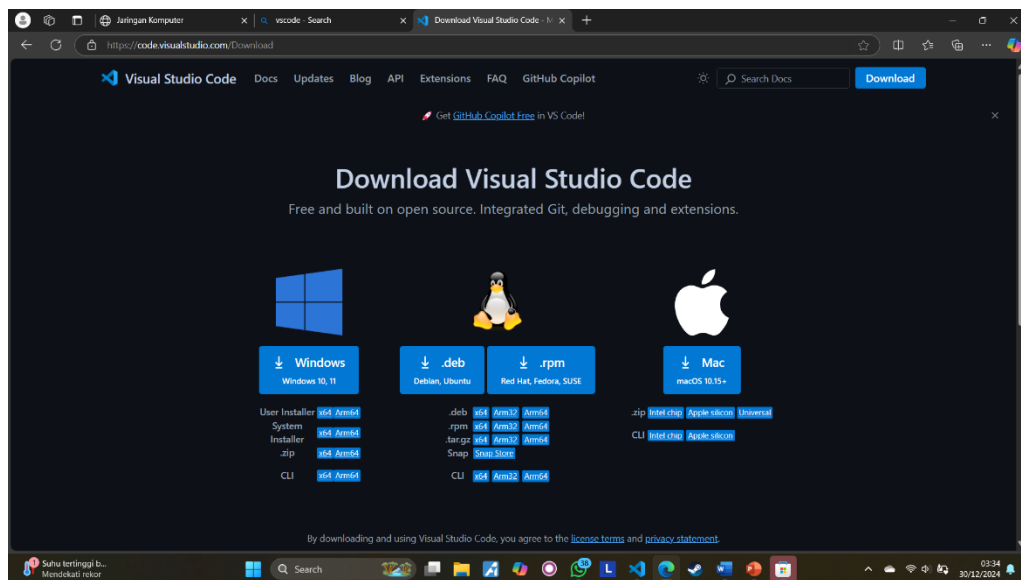 Jaringan Komputer
vscode - Search
Download Visual Studio Code - M
https://code.visualstudio.com/Download
Visual Studio Code Docs Updates Blog API Extensions FAQ GitHub Copilot Search Docs Download
Get GitHub Copilot Free in VS Code!
Download Visual Studio Code
Free and built on open source. Integrated Git, debugging and extensions.
Windows
Windows 10, 11
.deb
Debian, Ubuntu
.rpm
Red Hat, Fedora, SUSE
Mac
macOS 10.15+
User Installer x64 Arm64
System Installer x64 Arm64
.zip x64 Arm64
CLI x64 Arm64
.deb x64 Arm32 Arm64
.rpm x64 Arm32 Arm64
.tar.gz x64 Arm32 Arm64
Snap Snap Store
CLI x64 Arm32 Arm64
.zip Intel chip Apple silicon Universal
CLI Intel chip Apple silicon
By downloading and using Visual Studio Code, you agree to the license terms and privacy statement.
1
Suhu tertinggi b...
Mendekati rekor
Search
38
L
03:34
30/12/2024